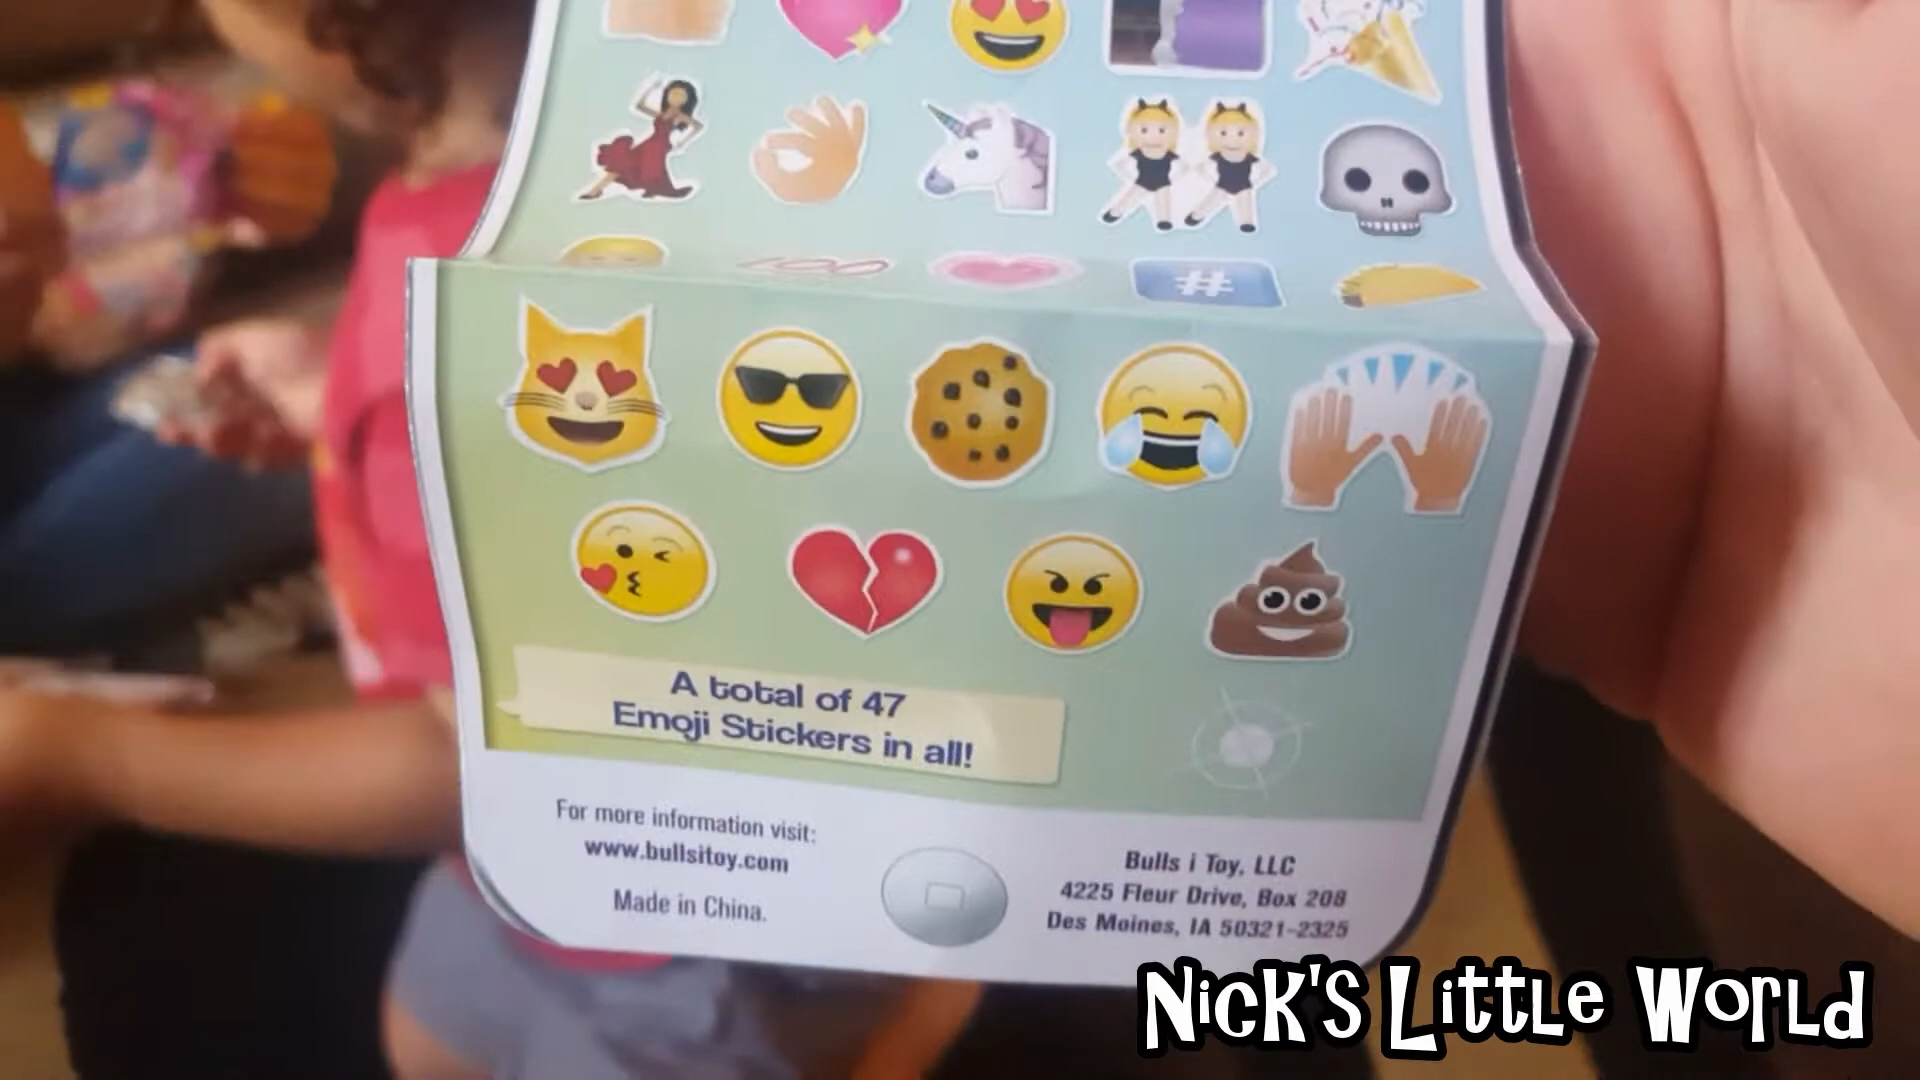 100
#
A total of 47
Emoji Stickers in all!
For more information visit:
www.bullsitoy.com
Made in China.
Bulls i Toy, LLC
4225 Fleur Drive, Box 208
Des Moines, IA 50321-2325
Nick's Little World